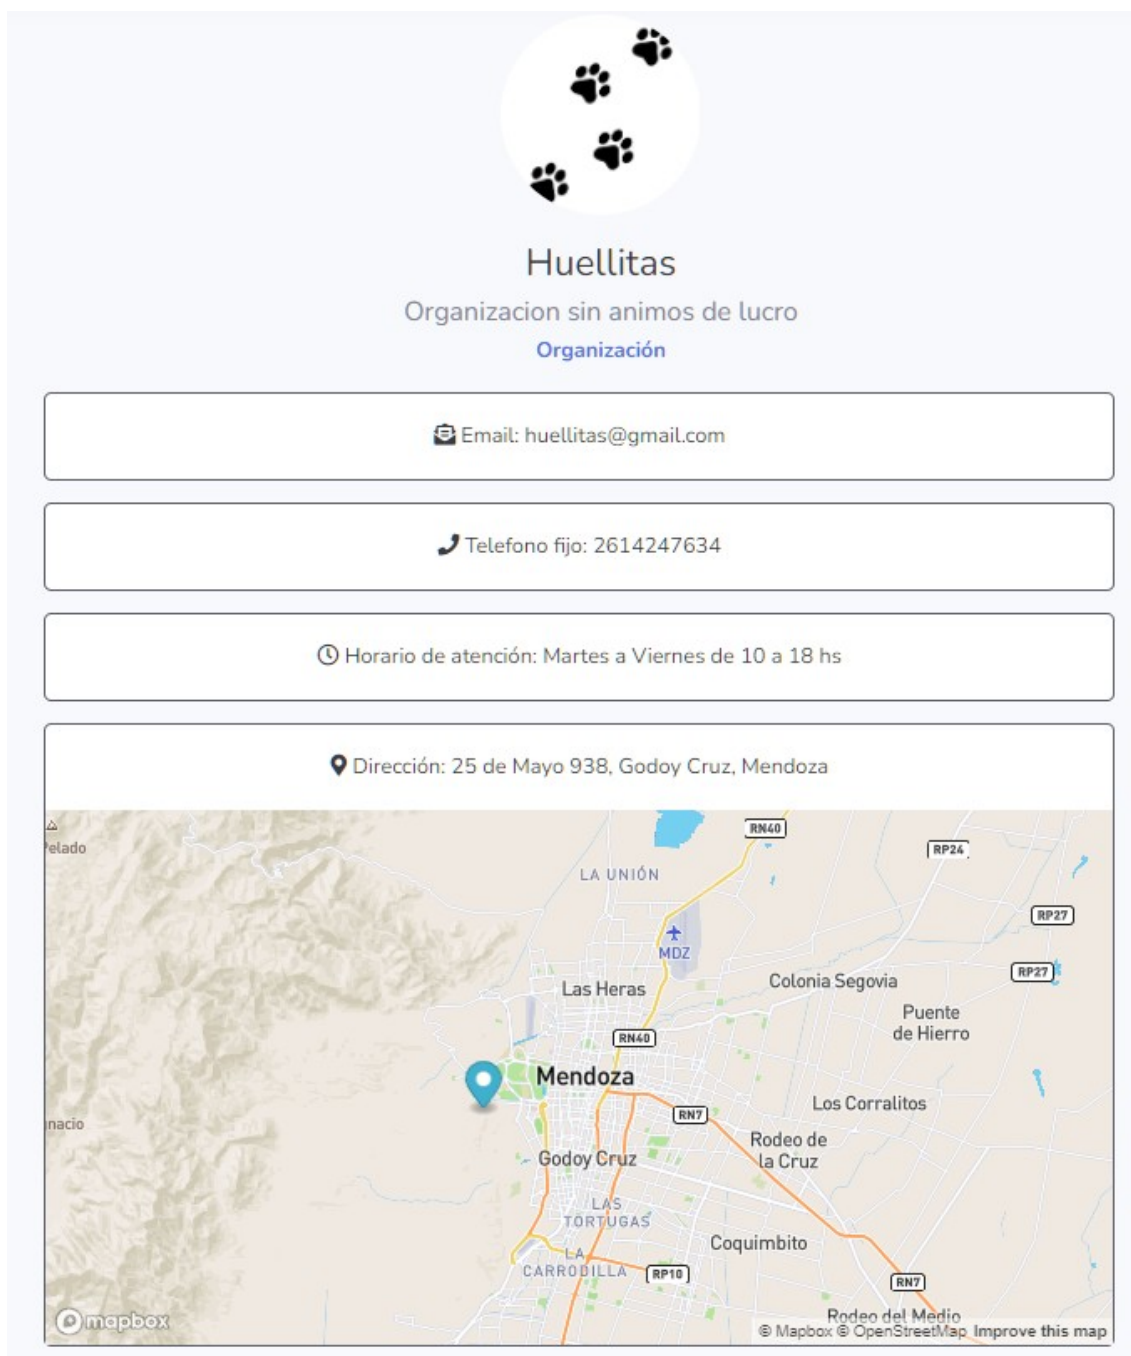 Huellitas
Organizacion sin animos de lucro
Organización
Email: huellitas@gmail.com
Telefono fijo: 2614247634
Horario de atención: Martes a Viernes de 10 a 18 hs
Dirección: 25 de Mayo 938, Godoy Cruz, Mendoza
RN40
elado
RP24
LA UNIÓN
RP27
MDZ
RP27
Colonia Segovia
Las Heras
Puente
de Hierro
RN40
Mendoza
Los Corralitos
RN7
nacio
Rodeo de
la Cruz
Godoy Cruz
LAS
TORTUGAS
Coquimbito
LA
CARRODILLA
RP10
RN7
Rodeo del Medio
mapbox
© Mapbox © OpenStreetMap Improve this map